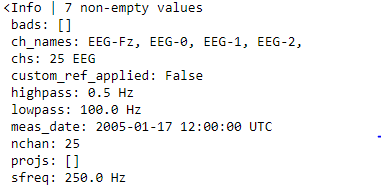 <Info | 7 non-empty values
bads: []
ch_names: EEG-Fz, EEG-0, EEG-1, EEG-2,
chs: 25 EEG
custom_ref_applied: False
highpass: 0.5 Hz
lowpass: 100.0 Hz
meas_date: 2005-01-17 12:00:00 UTC
nchan: 25
projs: []
sfreq: 250.0 Hz